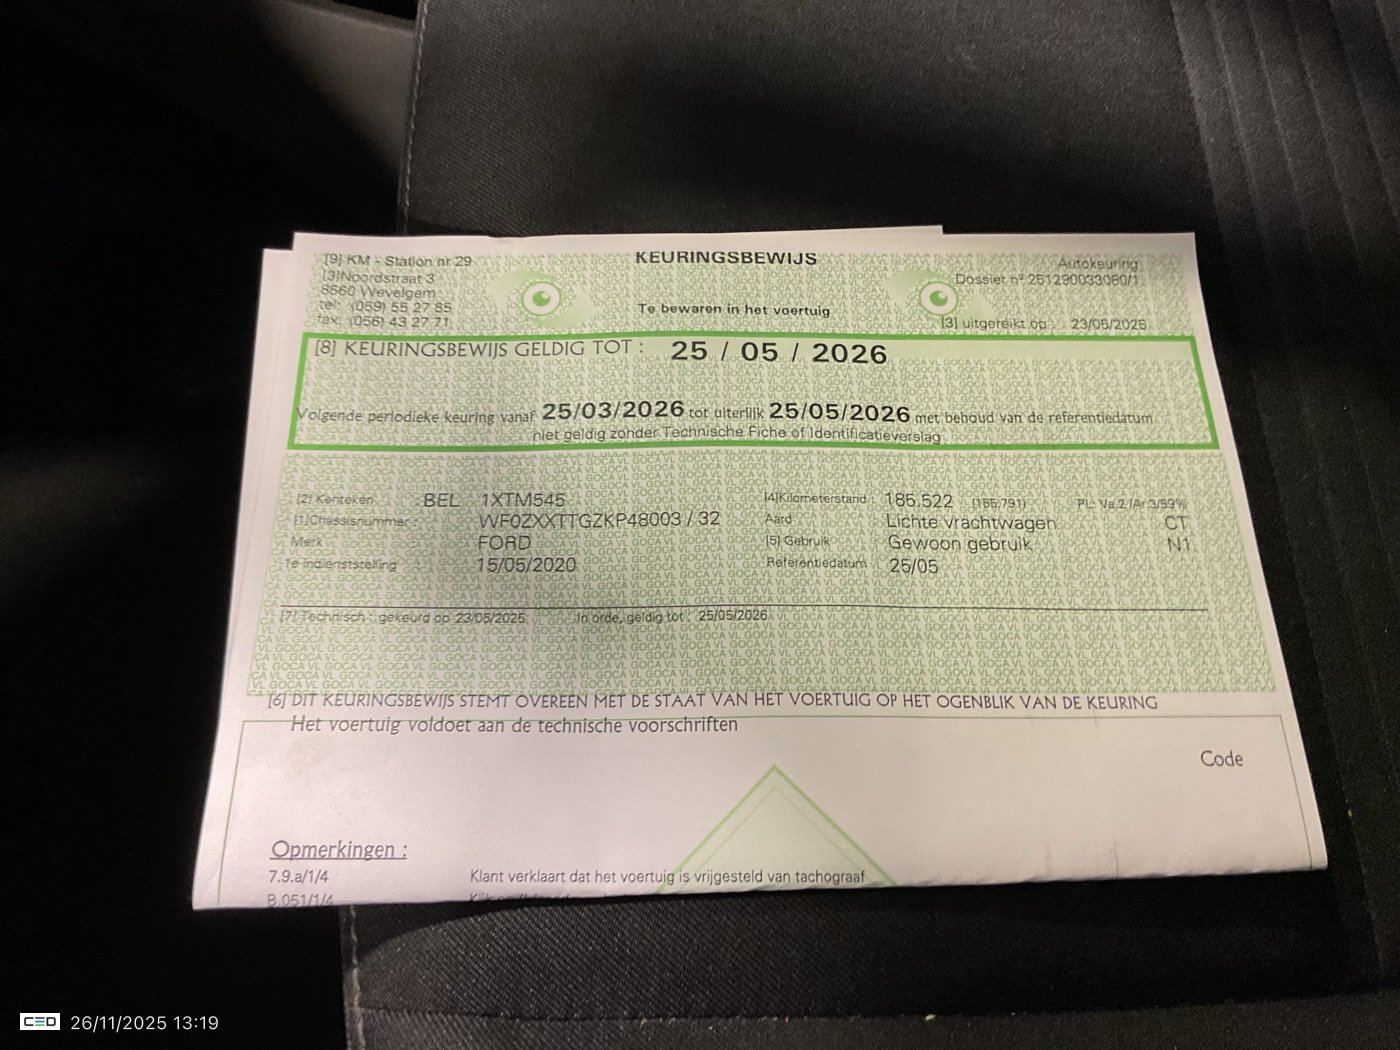 [9] KM - Station nr 29
[3] Noordstraat 3
8560 Wevelgem
tel: (059) 55 27 85
fax: (056) 43 27 71
KEURINGSBEWIJS
Te bewaren in het voertuig
Autokeuring
Dossier nº 251290033080/1
[3] uitgereikt op : 23/05/2025
[8] KEURINGSBEWIJS GELDIG TOT : 25 / 05 / 2026
Volgende periodieke keuring vanaf 25/03/2026 tot uiterlijk 25/05/2026 met behoud van de referentiedatum
niet geldig zonder Technische Fiche of Identificatieverslag
[2] Kenteken : BEL 1XTM545
[1] Chassisnummer : WF0ZXXTTGZKP48003 / 32
Merk FORD
1e indienststelling : 15/05/2020
[4] Kilometerstand : 185.522 (155.791) PL: Va.2 /Ar 3/59%
Aard : Lichte vrachtwagen CT
[5] Gebruik : Gewoon gebruik N1
Referentiedatum : 25/05
[7] Technisch : gekeurd op 23/05/2025 In orde, geldig tot : 25/05/2026
[6] DIT KEURINGSBEWIJS STEMT OVEREEN MET DE STAAT VAN HET VOERTUIG OP HET OGENBLIK VAN DE KEURING
Het voertuig voldoet aan de technische voorschriften
Code
Opmerkingen :
7.9.a/1/4 Klant verklaart dat het voertuig is vrijgesteld van tachograaf
B.051/1/4
CED 26/11/2025 13:19